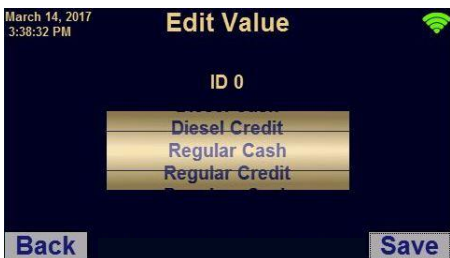 March 14, 2017
3:38:32 PM
Edit Value
ID 0
Diesel Credit
Regular Cash
Regular Credit
Back
Save